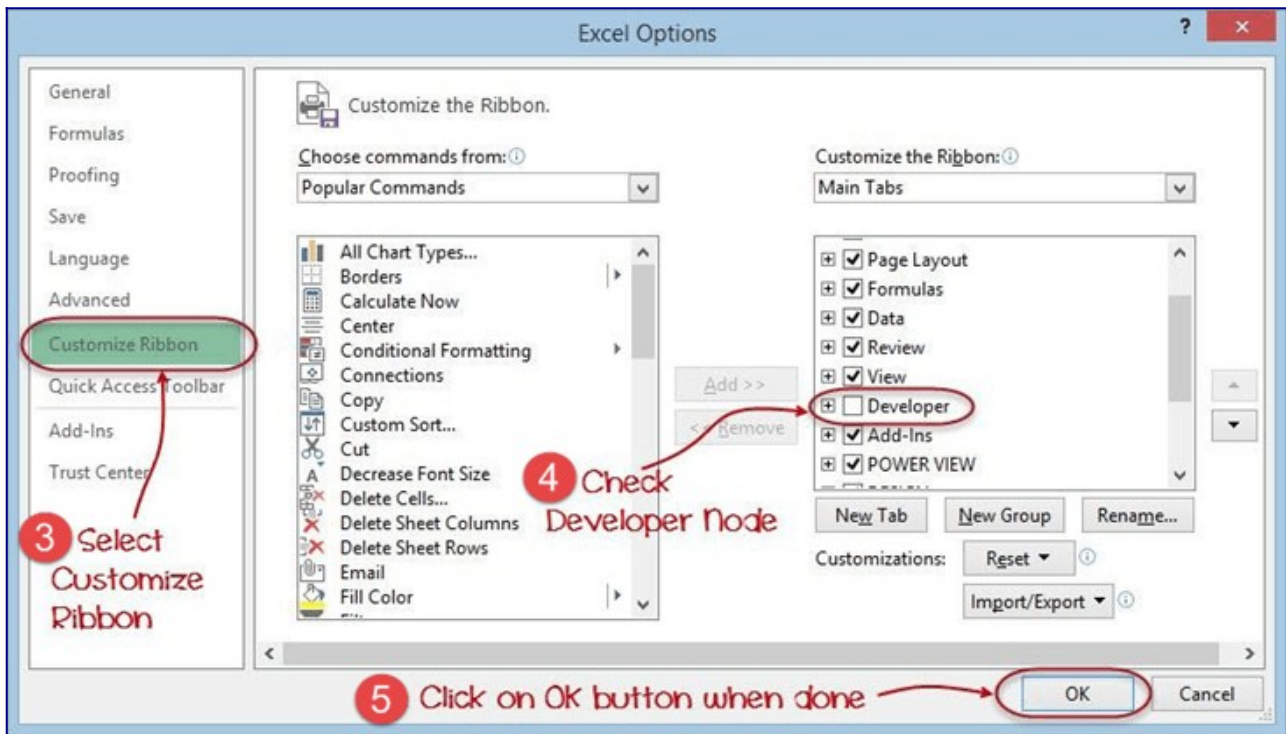 Excel Options
?
General
Formulas
Proofing
Save
Language
Advanced
Customize Ribbon
Quick Access Toolbar
Add-Ins
Trust Center
3 Select
Customize
Ribbon
Customize the Ribbon.
Choose commands from:
Popular Commands
All Chart Types...
Borders
Calculate Now
Center
Conditional Formatting
Connections
Copy
Custom Sort...
Cut
Decrease Font Size
Delete Cells...
Delete Sheet Columns
Delete Sheet Rows
Email
Fill Color
Add >>
<< Remove
4 Check
Developer Node
Customize the Ribbon:
Main Tabs
Page Layout
Formulas
Data
Review
View
Developer
Add-Ins
POWER VIEW
New Tab New Group Rename...
Customizations: Reset
Import/Export
5 Click on OK button when done
OK Cancel